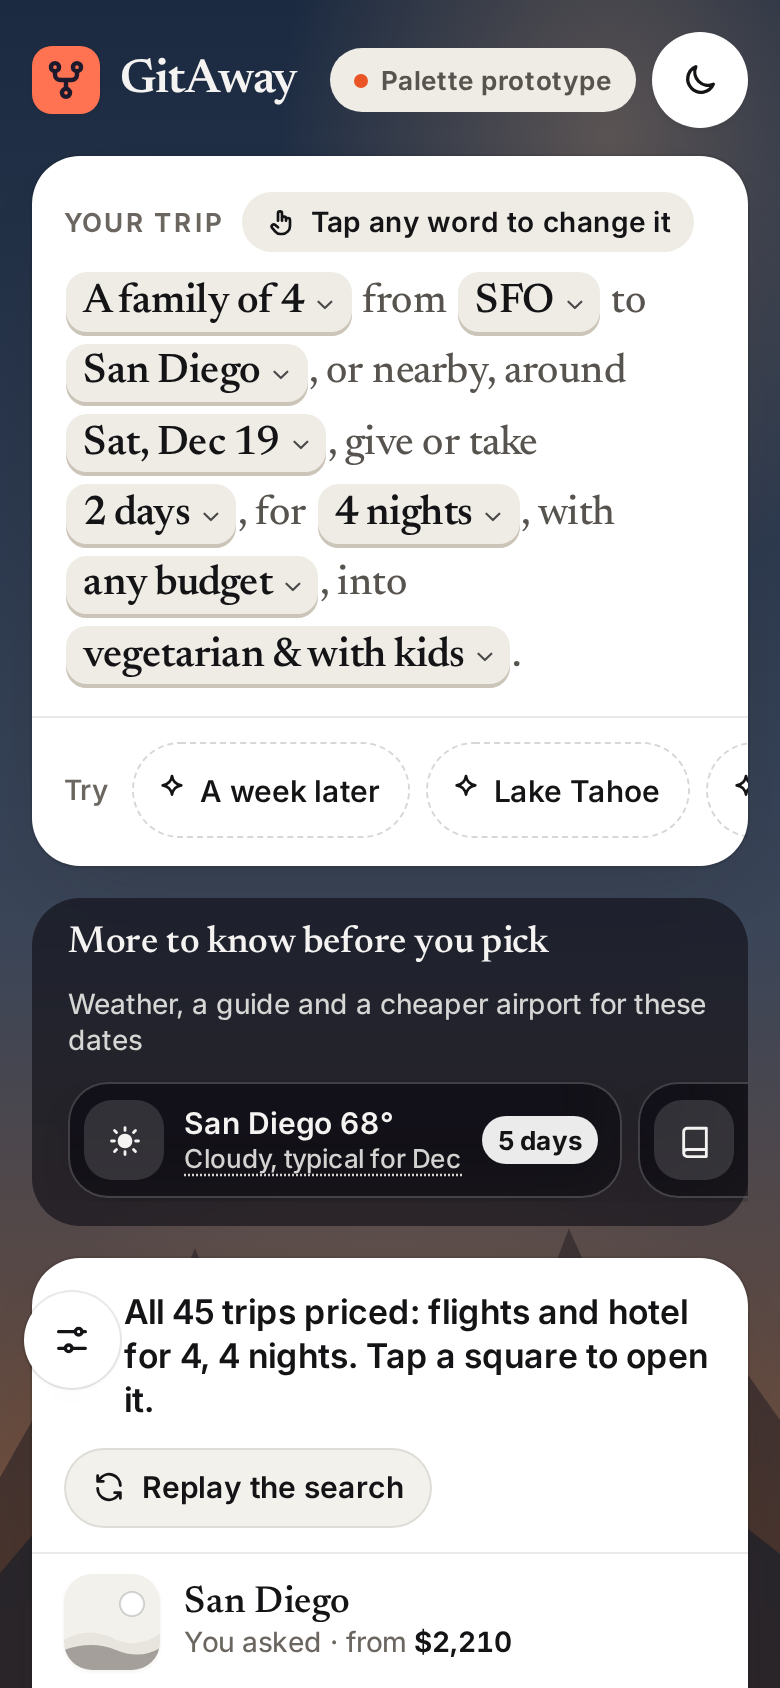 GitAway
Palette prototype
YOUR TRIP
Tap any word to change it
A family of 4 from SFO to
San Diego, or nearby, around
Sat, Dec 19, give or take
2 days, for 4 nights, with
any budget, into
vegetarian & with kids.
Try
A week later
Lake Tahoe
More to know before you pick
Weather, a guide and a cheaper airport for these
dates
San Diego 68°
Cloudy, typical for Dec
5 days
All 45 trips priced: flights and hotel
for 4, 4 nights. Tap a square to open
it.
Replay the search
San Diego
You asked · from $2,210